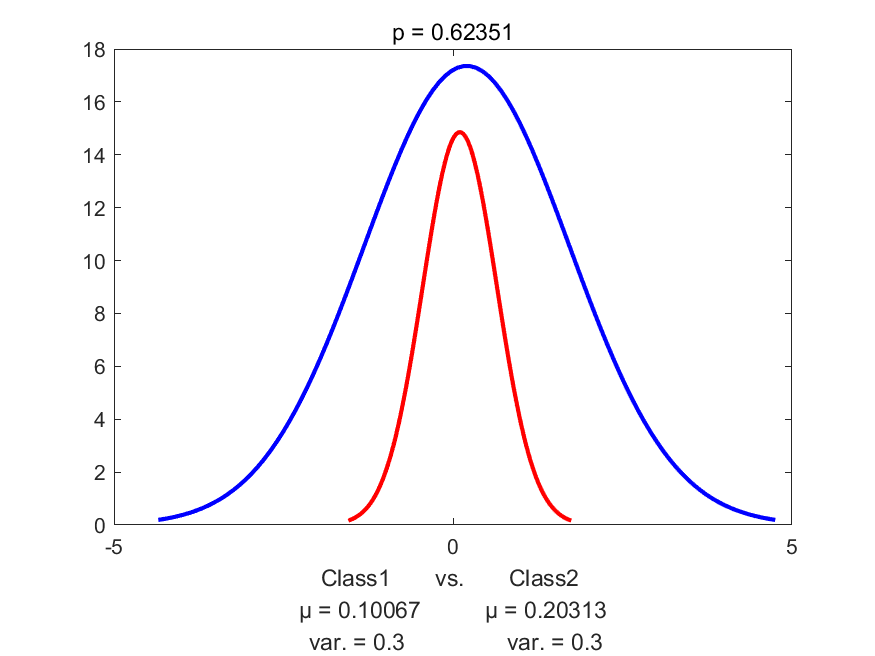 p = 0.62351
18
16
14
12
10
8
6
4
2
0
-5 0 5
Class1 vs. Class2
μ = 0.10067 μ = 0.20313
var. = 0.3 var. = 0.3